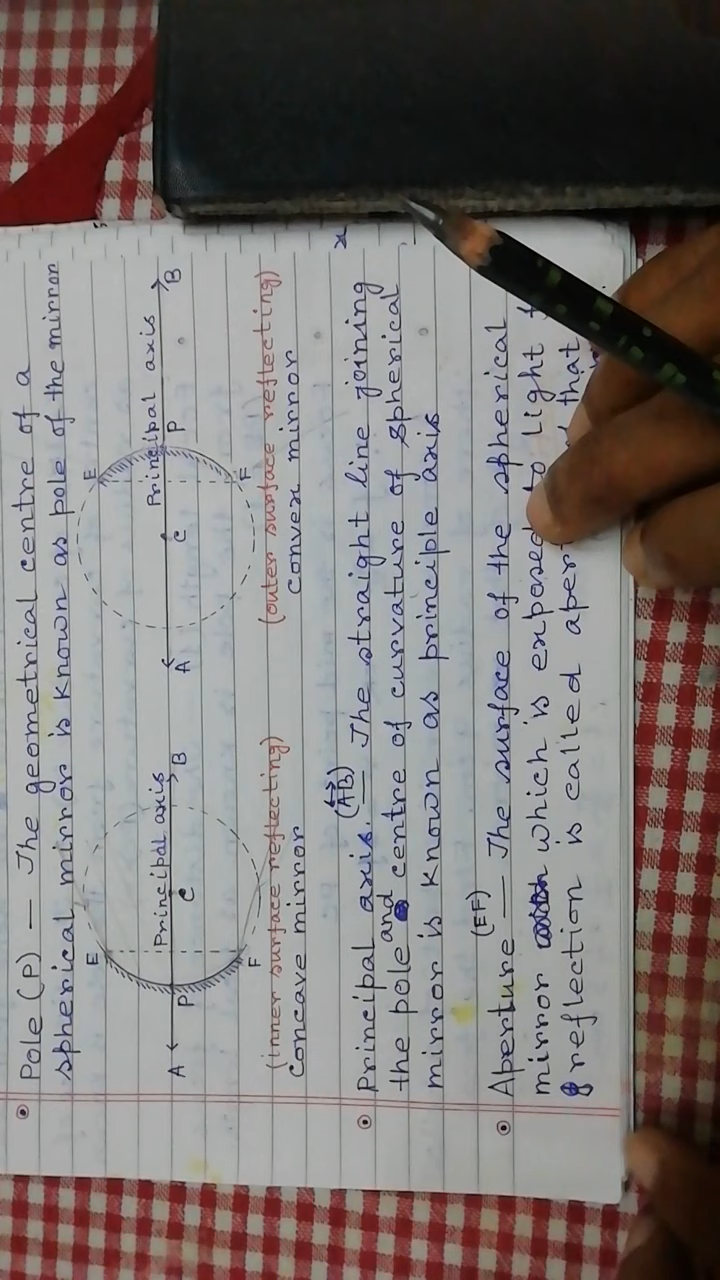 Pole (P) — The geometrical centre of a
spherical mirror is known as pole of the mirror
E
Principal axis
A
P
C
B
F
E
Principal axis
A
C
P
B
F
(inner surface reflecting)
Concave mirror
(outer surface reflecting)
convex mirror
Principal axis. (AB) — The straight line joining
the pole and centre of curvature of spherical
mirror is known as principle axis
Aperture (EF) — The surface of the spherical
mirror which is exposed to light
reflection is called that